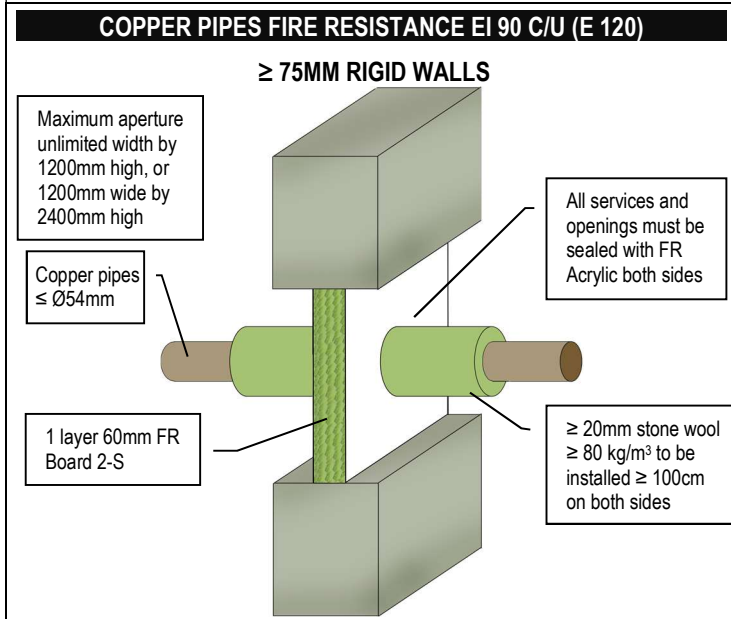 COPPER PIPES FIRE RESISTANCE EI 90 C/U (E 120)
≥ 75MM RIGID WALLS
Maximum aperture
unlimited width by
1200mm high, or
1200mm wide by
2400mm high
All services and
openings must be
sealed with FR
Acrylic both sides
Copper pipes
≤ Ø54mm
1 layer 60mm FR
Board 2-S
≥ 20mm stone wool
≥ 80 kg/m³ to be
installed ≥ 100cm
on both sides